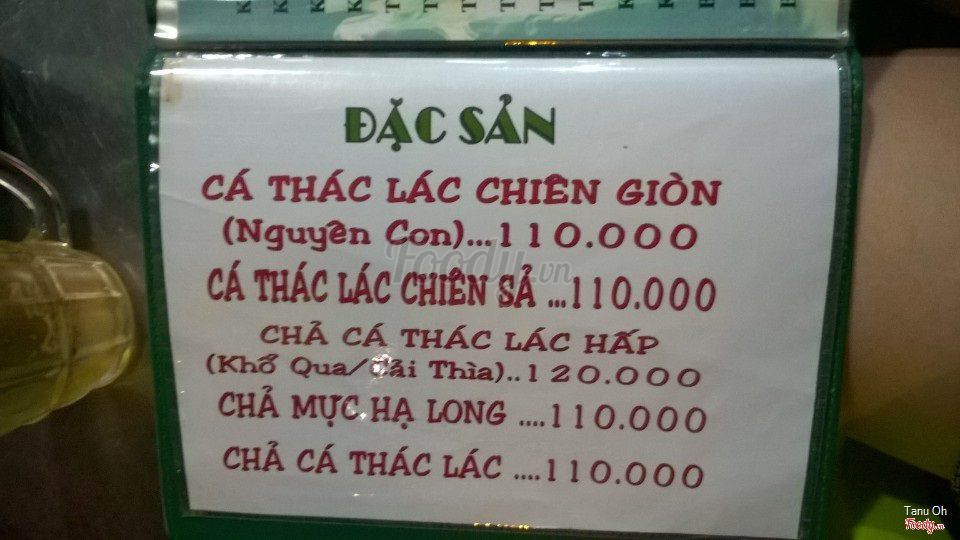 ĐẶC SẢN
CÁ THÁC LÁC CHIÊN GIÒN
(Nguyên Con)...110.000
CÁ THÁC LÁC CHIÊN SẢ ...110.000
CHẢ CÁ THÁC LÁC HẤP
(Khổ Qua/Cải Thìa)..120.000
CHẢ MỰC HẠ LONG ....110.000
CHẢ CÁ THÁC LÁC ....110.000
Foody.vn
Tanu Oh
Foody.vn